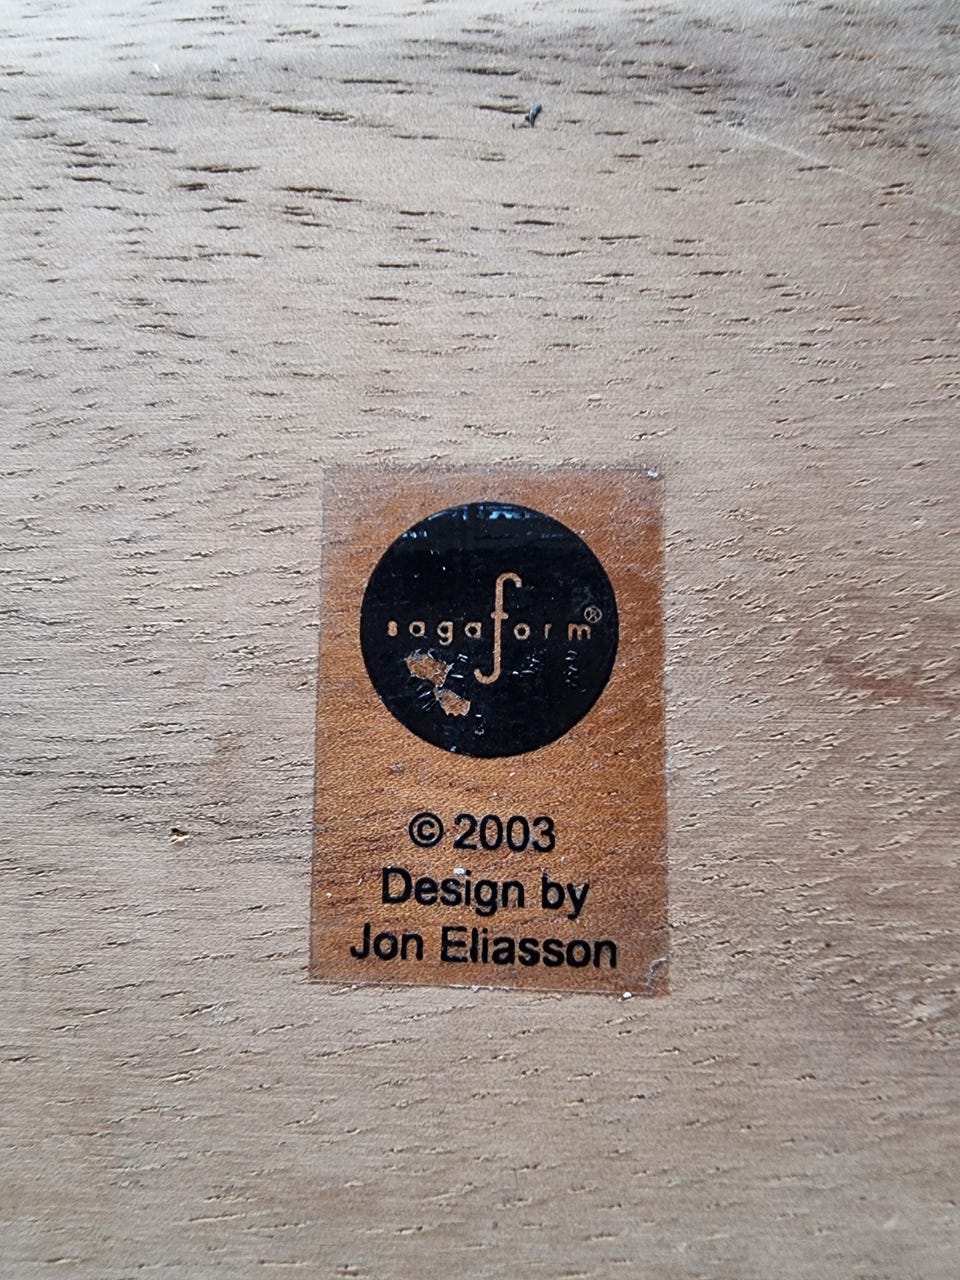 sagaform®
© 2003
Design by
Jon Eliasson